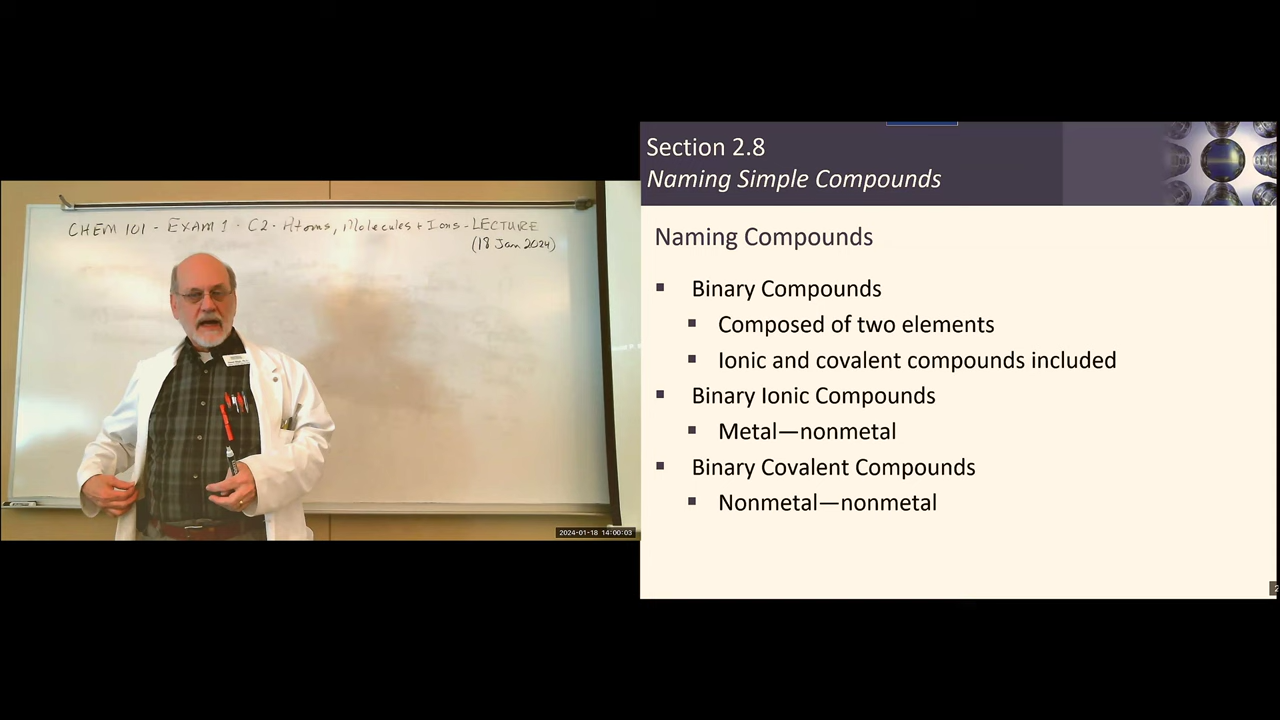 CHEM 101 - EXAM 1 - C2 - Atoms, Molecules + Ions - LECTURE
(18 Jan 2024)
2024-01-18 14:00:03
Section 2.8
Naming Simple Compounds
Naming Compounds
▪ Binary Compounds
▪ Composed of two elements
▪ Ionic and covalent compounds included
▪ Binary Ionic Compounds
▪ Metal—nonmetal
▪ Binary Covalent Compounds
▪ Nonmetal—nonmetal